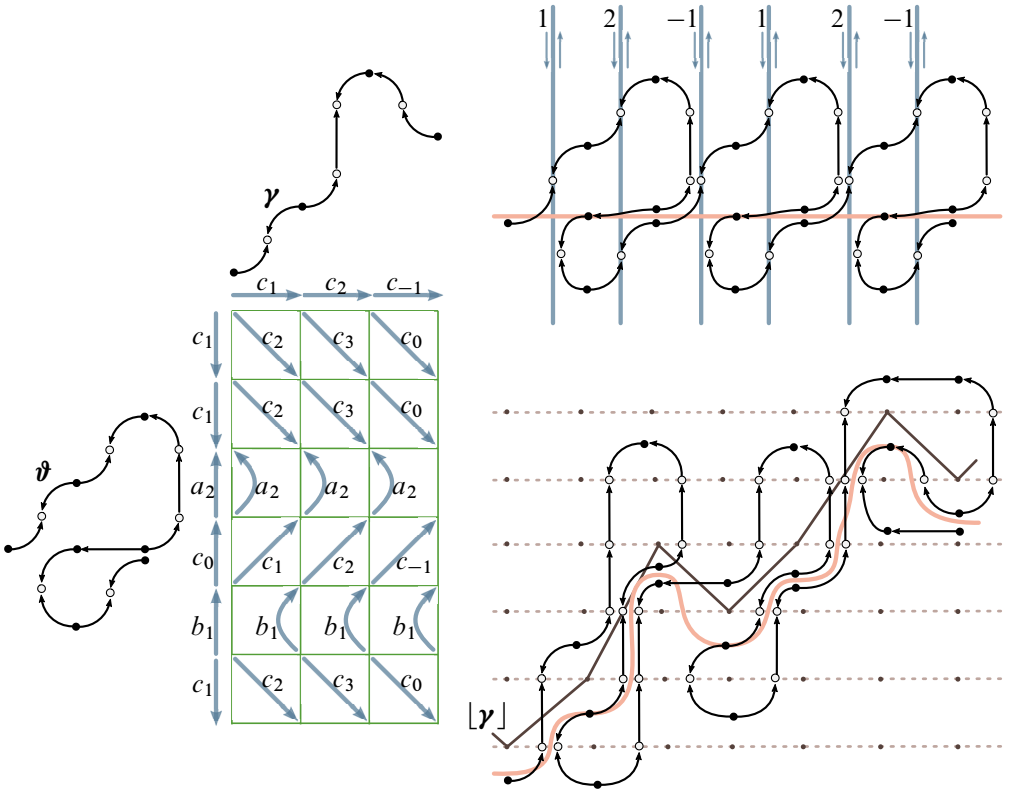 1 2 −1 1 2 −1
γ
c₁ c₂ c₋₁
c₁ c₂ c₃ c₀
c₁ c₂ c₃ c₀
ϑ
a₂ a₂ a₂ a₂
c₀ c₁ c₂ c₋₁
b₁ b₁ b₁ b₁
c₁ c₂ c₃ c₀
⌊γ⌋